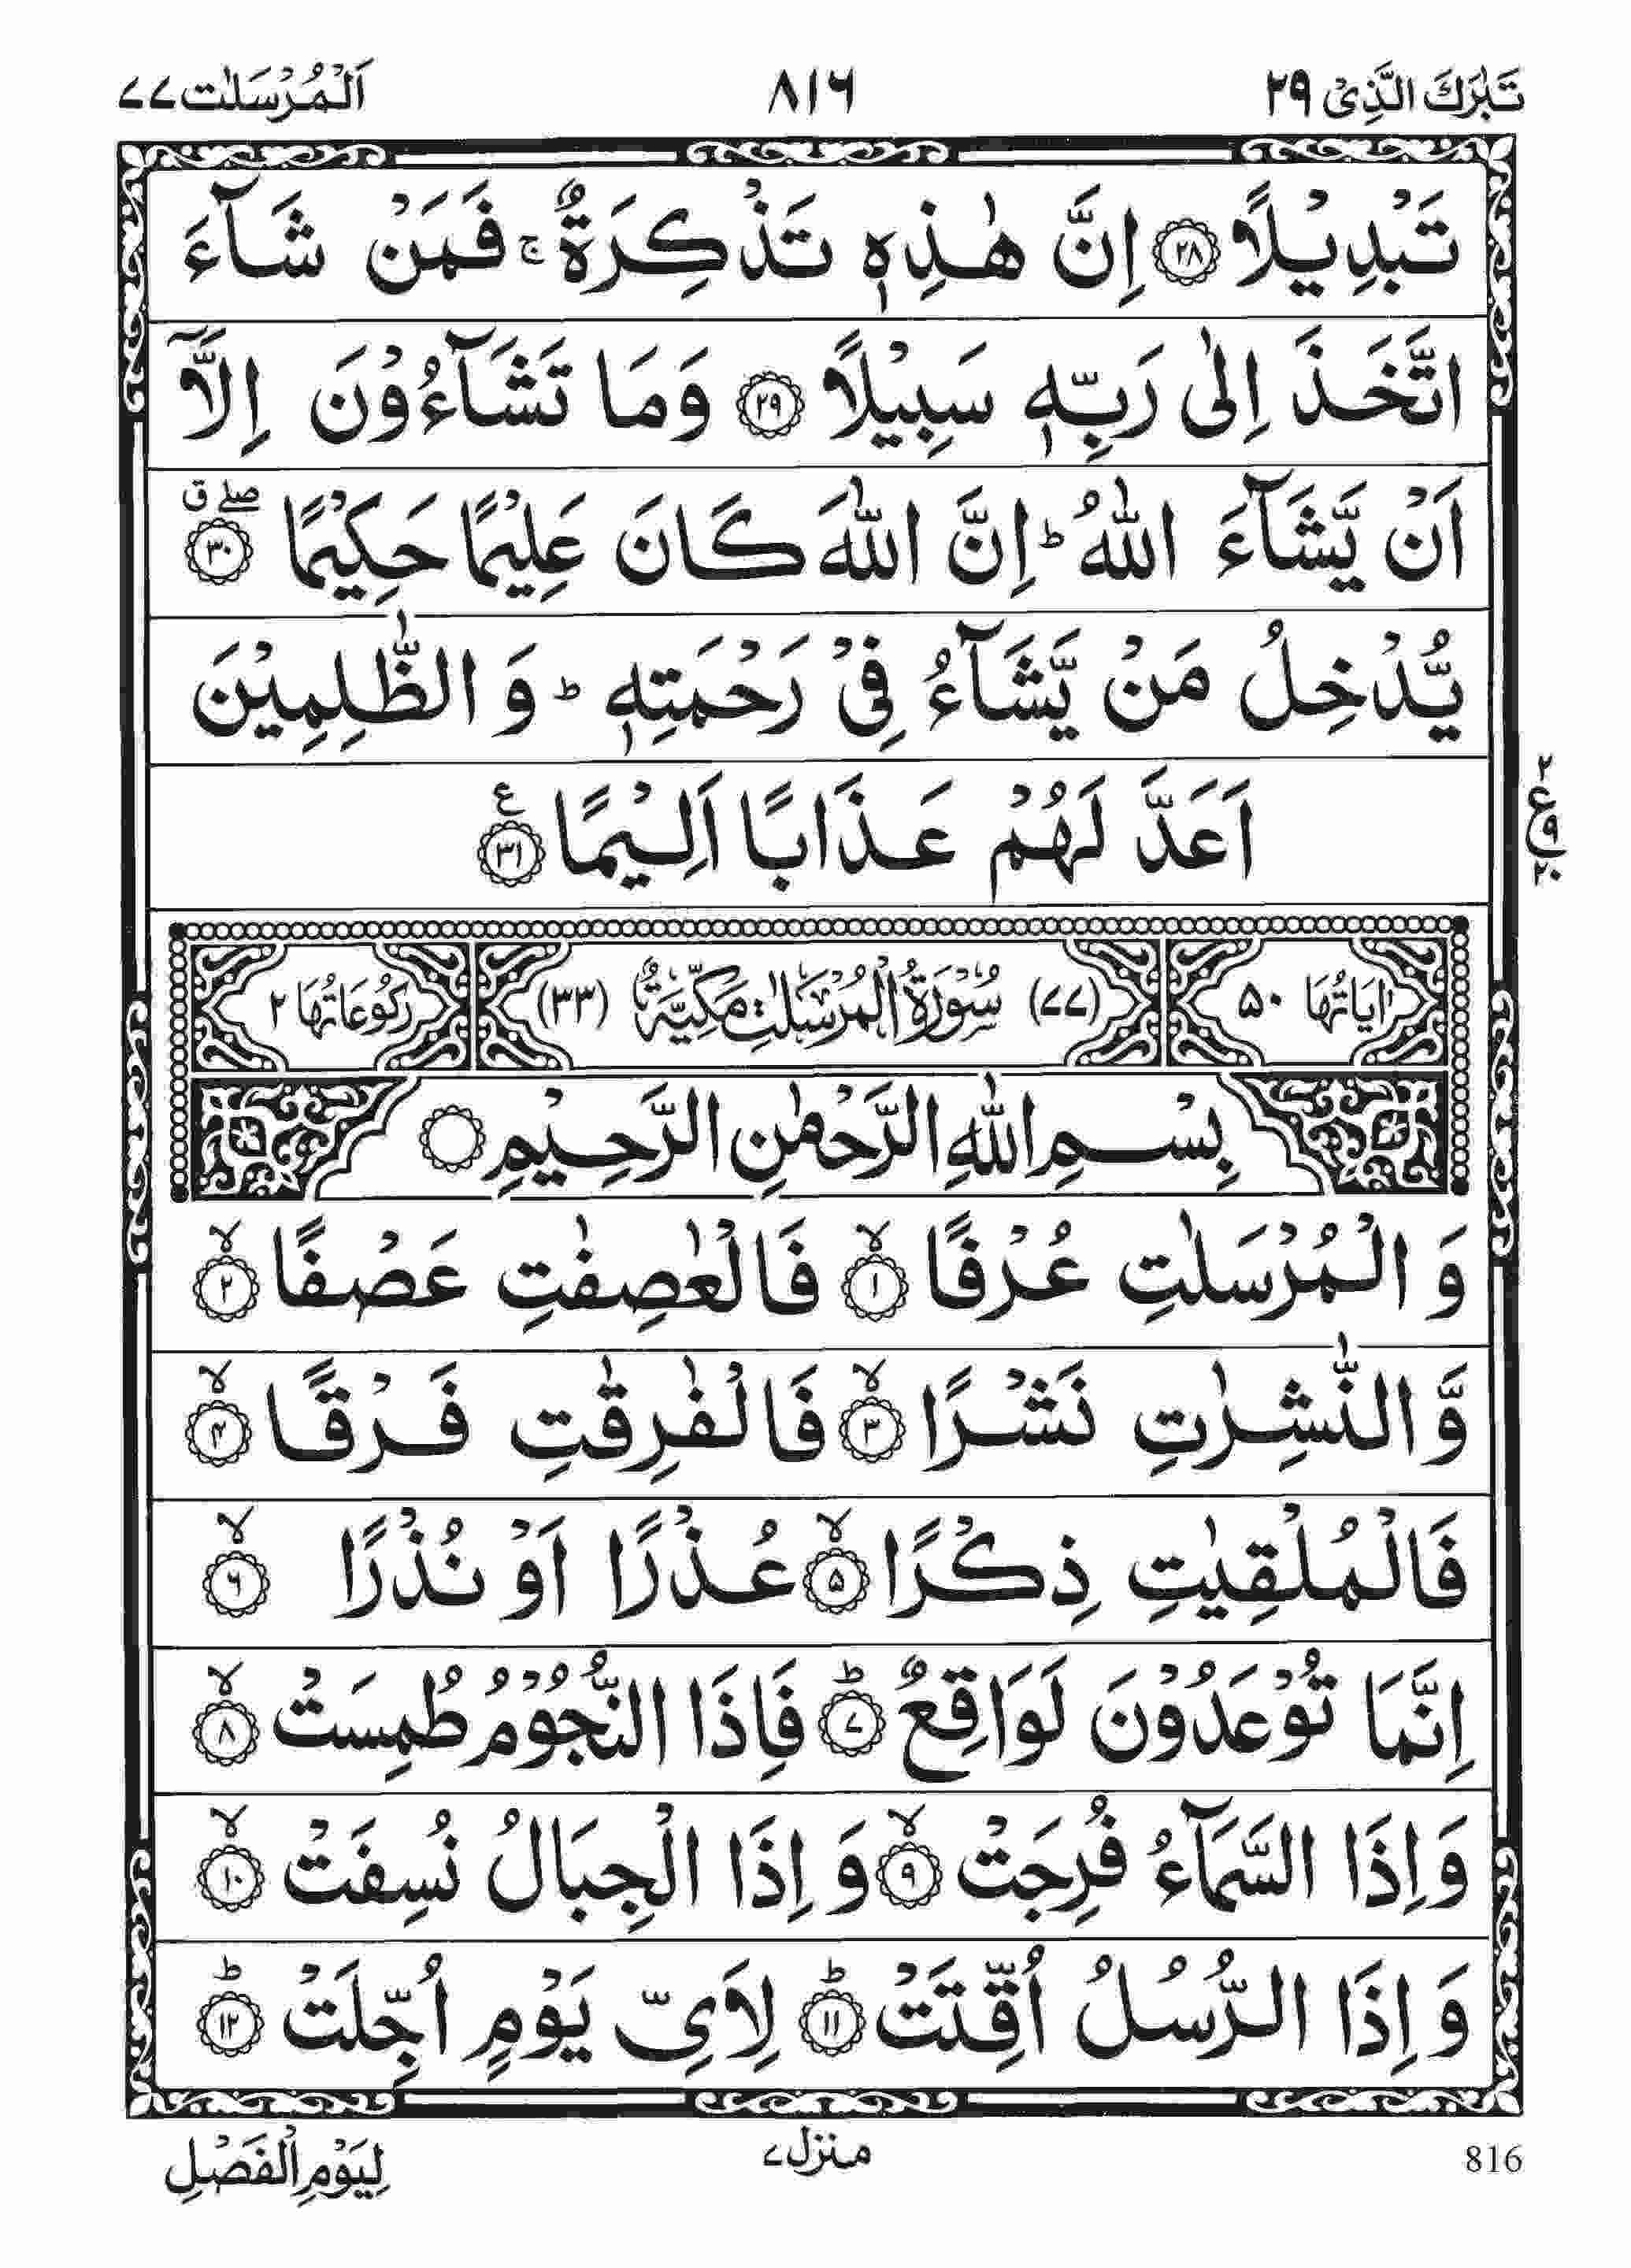 تَبٰرَكَ الَّذِیْ ۲۹ ۸۱۶ اَلْمُرْسَلٰت ۷۷
تَبْدِیْلًا ﴿۲۸﴾ اِنَّ هٰذِهٖ تَذْكِرَةٌ ۚ فَمَنْ شَآءَ
اتَّخَذَ اِلٰی رَبِّهٖ سَبِیْلًا ﴿۲۹﴾ وَمَا تَشَآءُوْنَ اِلَّاۤ
اَنْ یَّشَآءَ اللّٰهُ ؕ اِنَّ اللّٰهَ كَانَ عَلِیْمًا حَكِیْمًا ﴿۳۰﴾ صلے ق
یُّدْخِلُ مَنْ یَّشَآءُ فِیْ رَحْمَتِهٖ ؕ وَ الظّٰلِمِیْنَ
اَعَدَّ لَهُمْ عَذَابًا اَلِیْمًا ﴿۳۱﴾ ع
۲ ع ۹ ۲۰
اٰیَاتُهَا ۵۰ (۷۷) سُوْرَةُ الْمُرْسَلٰتِ مَكِّیَّةٌ (۳۳) رُكُوْعَاتُهَا ۲
بِسْمِ اللّٰهِ الرَّحْمٰنِ الرَّحِیْمِ
وَ الْمُرْسَلٰتِ عُرْفًا ﴿۱﴾ۙ فَالْعٰصِفٰتِ عَصْفًا ﴿۲﴾ۙ
وَّ النّٰشِرٰتِ نَشْرًا ﴿۳﴾ۙ فَالْفٰرِقٰتِ فَرْقًا ﴿۴﴾ۙ
فَالْمُلْقِیٰتِ ذِكْرًا ﴿۵﴾ۙ عُذْرًا اَوْ نُذْرًا ﴿۶﴾ۙ
اِنَّمَا تُوْعَدُوْنَ لَوَاقِعٌ ﴿۷﴾ؕ فَاِذَا النُّجُوْمُ طُمِسَتْ ﴿۸﴾ۙ
وَاِذَا السَّمَآءُ فُرِجَتْ ﴿۹﴾ۙ وَ اِذَا الْجِبَالُ نُسِفَتْ ﴿۱۰﴾ۙ
وَ اِذَا الرُّسُلُ اُقِّتَتْ ﴿۱۱﴾ؕ لِاَیِّ یَوْمٍ اُجِّلَتْ ﴿۱۲﴾ؕ
816 منزل ۷ لِیَوْمِ الْفَصْلِ